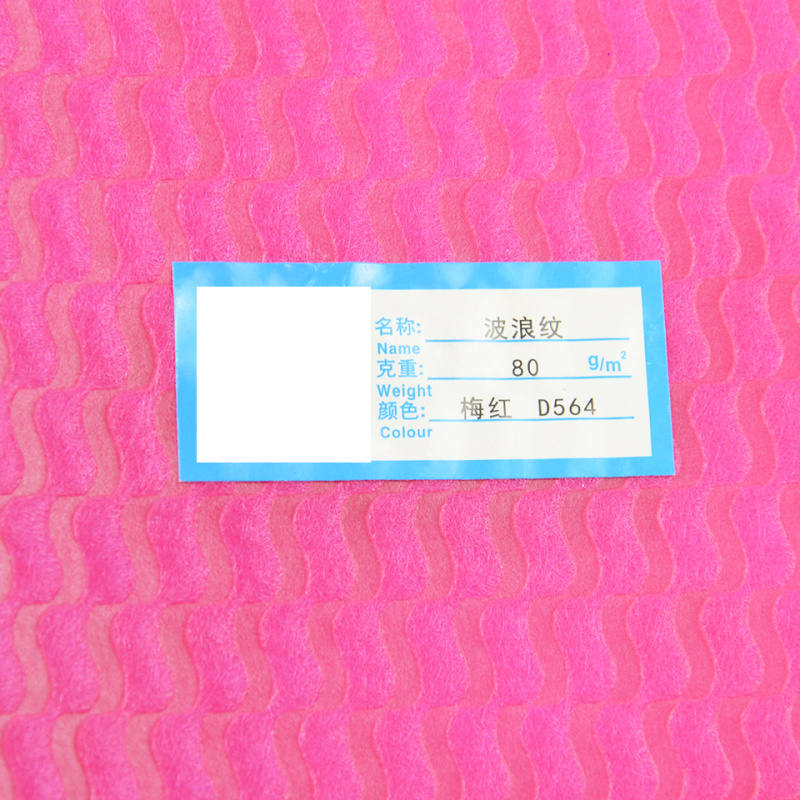 名称: 波浪纹
Name
克重: 80 g/m²
Weight
颜色: 梅红 D564
Colour